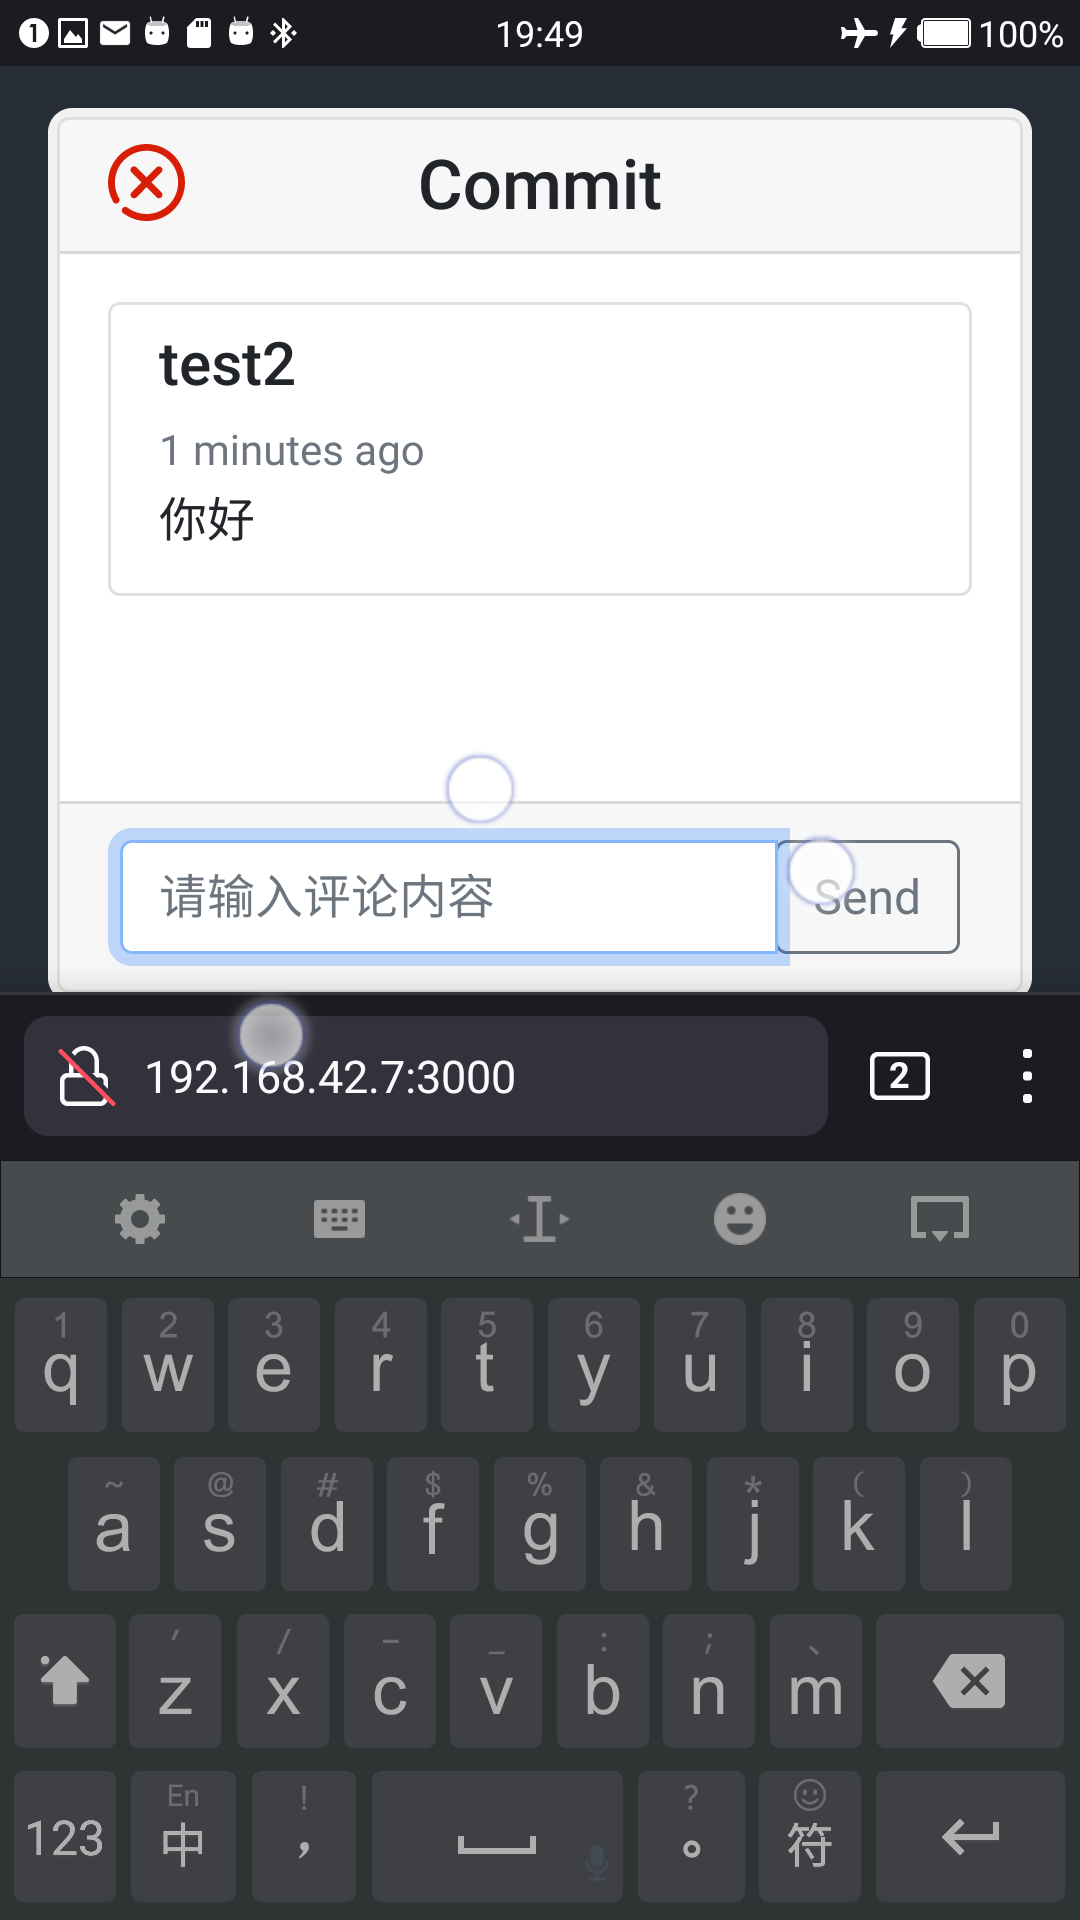 19:49 100%
Commit
test2
1 minutes ago
你好
请输入评论内容 Send
192.168.42.7:3000 2
1 2 3 4 5 6 7 8 9 0
q w e r t y u i o p
~ @ # $ % & * ( )
a s d f g h j k l
′ / – _ : ; 、
z x c v b n m
En ! ?
123 中 , 。 符